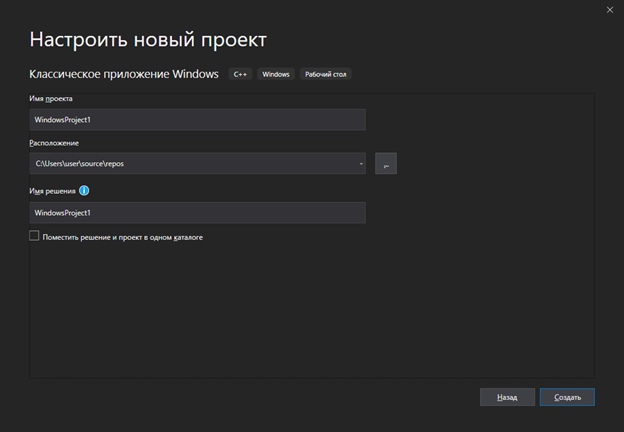 Настроить новый проект
Классическое приложение Windows C++ Windows Рабочий стол
Имя проекта
WindowsProject1
Расположение
C:\Users\user\source\repos
...
Имя решения
WindowsProject1
Поместить решение и проект в одном каталоге
Назад Создать